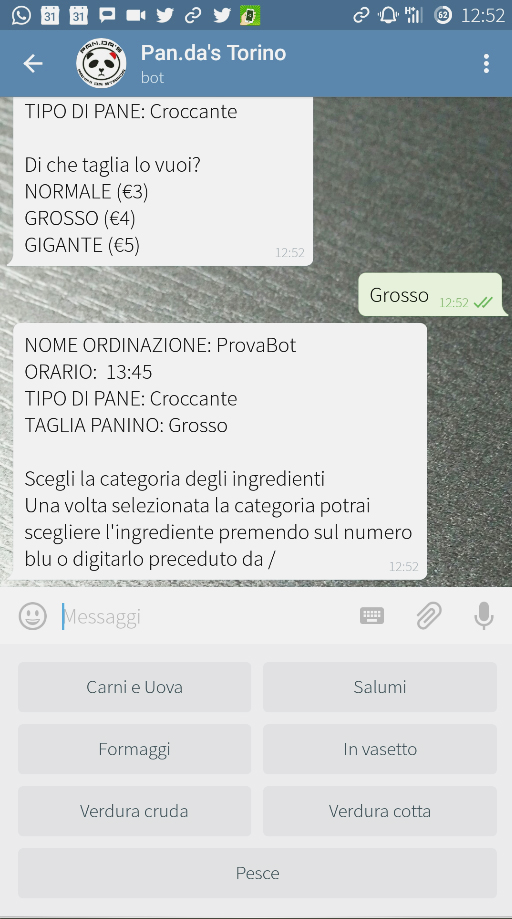 31
31
H
62
12:52
PAN.DA'S
Pan.da's Torino
bot
TIPO DI PANE: Croccante
Di che taglia lo vuoi?
NORMALE (€3)
GROSSO (€4)
GIGANTE (€5)
12:52
Grosso
12:52
NOME ORDINAZIONE: ProvaBot
ORARIO:  13:45
TIPO DI PANE: Croccante
TAGLIA PANINO: Grosso
Scegli la categoria degli ingredienti
Una volta selezionata la categoria potrai
scegliere l'ingrediente premendo sul numero
blu o digitarlo preceduto da /
12:52
Messaggi
Carni e Uova
Salumi
Formaggi
In vasetto
Verdura cruda
Verdura cotta
Pesce